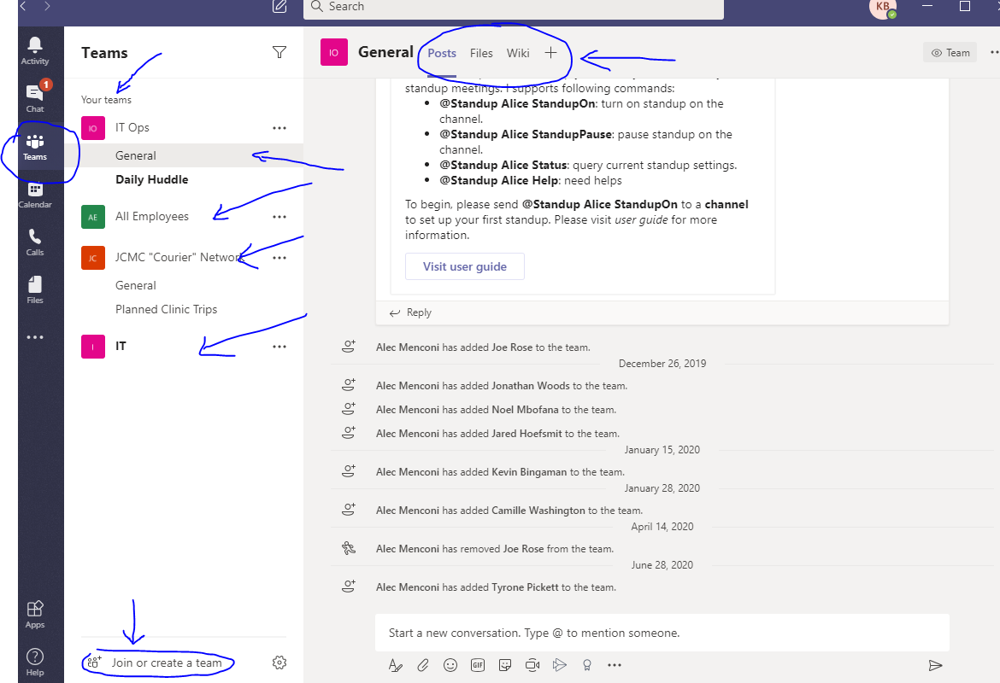 Search
KB
Activity
1
Chat
Teams
Calendar
Calls
Files
Apps
Help
Teams
Your teams
IO
IT Ops
General
Daily Huddle
AE
All Employees
JC
JCMC "Courier" Network
General
Planned Clinic Trips
I
IT
Join or create a team
IO
General
Posts
Files
Wiki
Team
standup meetings. I supports following commands:
• @Standup Alice StandupOn: turn on standup on the
channel.
• @Standup Alice StandupPause: pause standup on the
channel.
• @Standup Alice Status: query current standup settings.
• @Standup Alice Help: need helps
To begin, please send @Standup Alice StandupOn to a channel
to set up your first standup. Please visit user guide for more
information.
Visit user guide
Reply
Alec Menconi has added Joe Rose to the team.
December 26, 2019
Alec Menconi has added Jonathan Woods to the team.
Alec Menconi has added Noel Mbofana to the team.
Alec Menconi has added Jared Hoefsmit to the team.
January 15, 2020
Alec Menconi has added Kevin Bingaman to the team.
January 28, 2020
Alec Menconi has added Camille Washington to the team.
April 14, 2020
Alec Menconi has removed Joe Rose from the team.
June 28, 2020
Alec Menconi has added Tyrone Pickett to the team.
Start a new conversation. Type @ to mention someone.
GIF